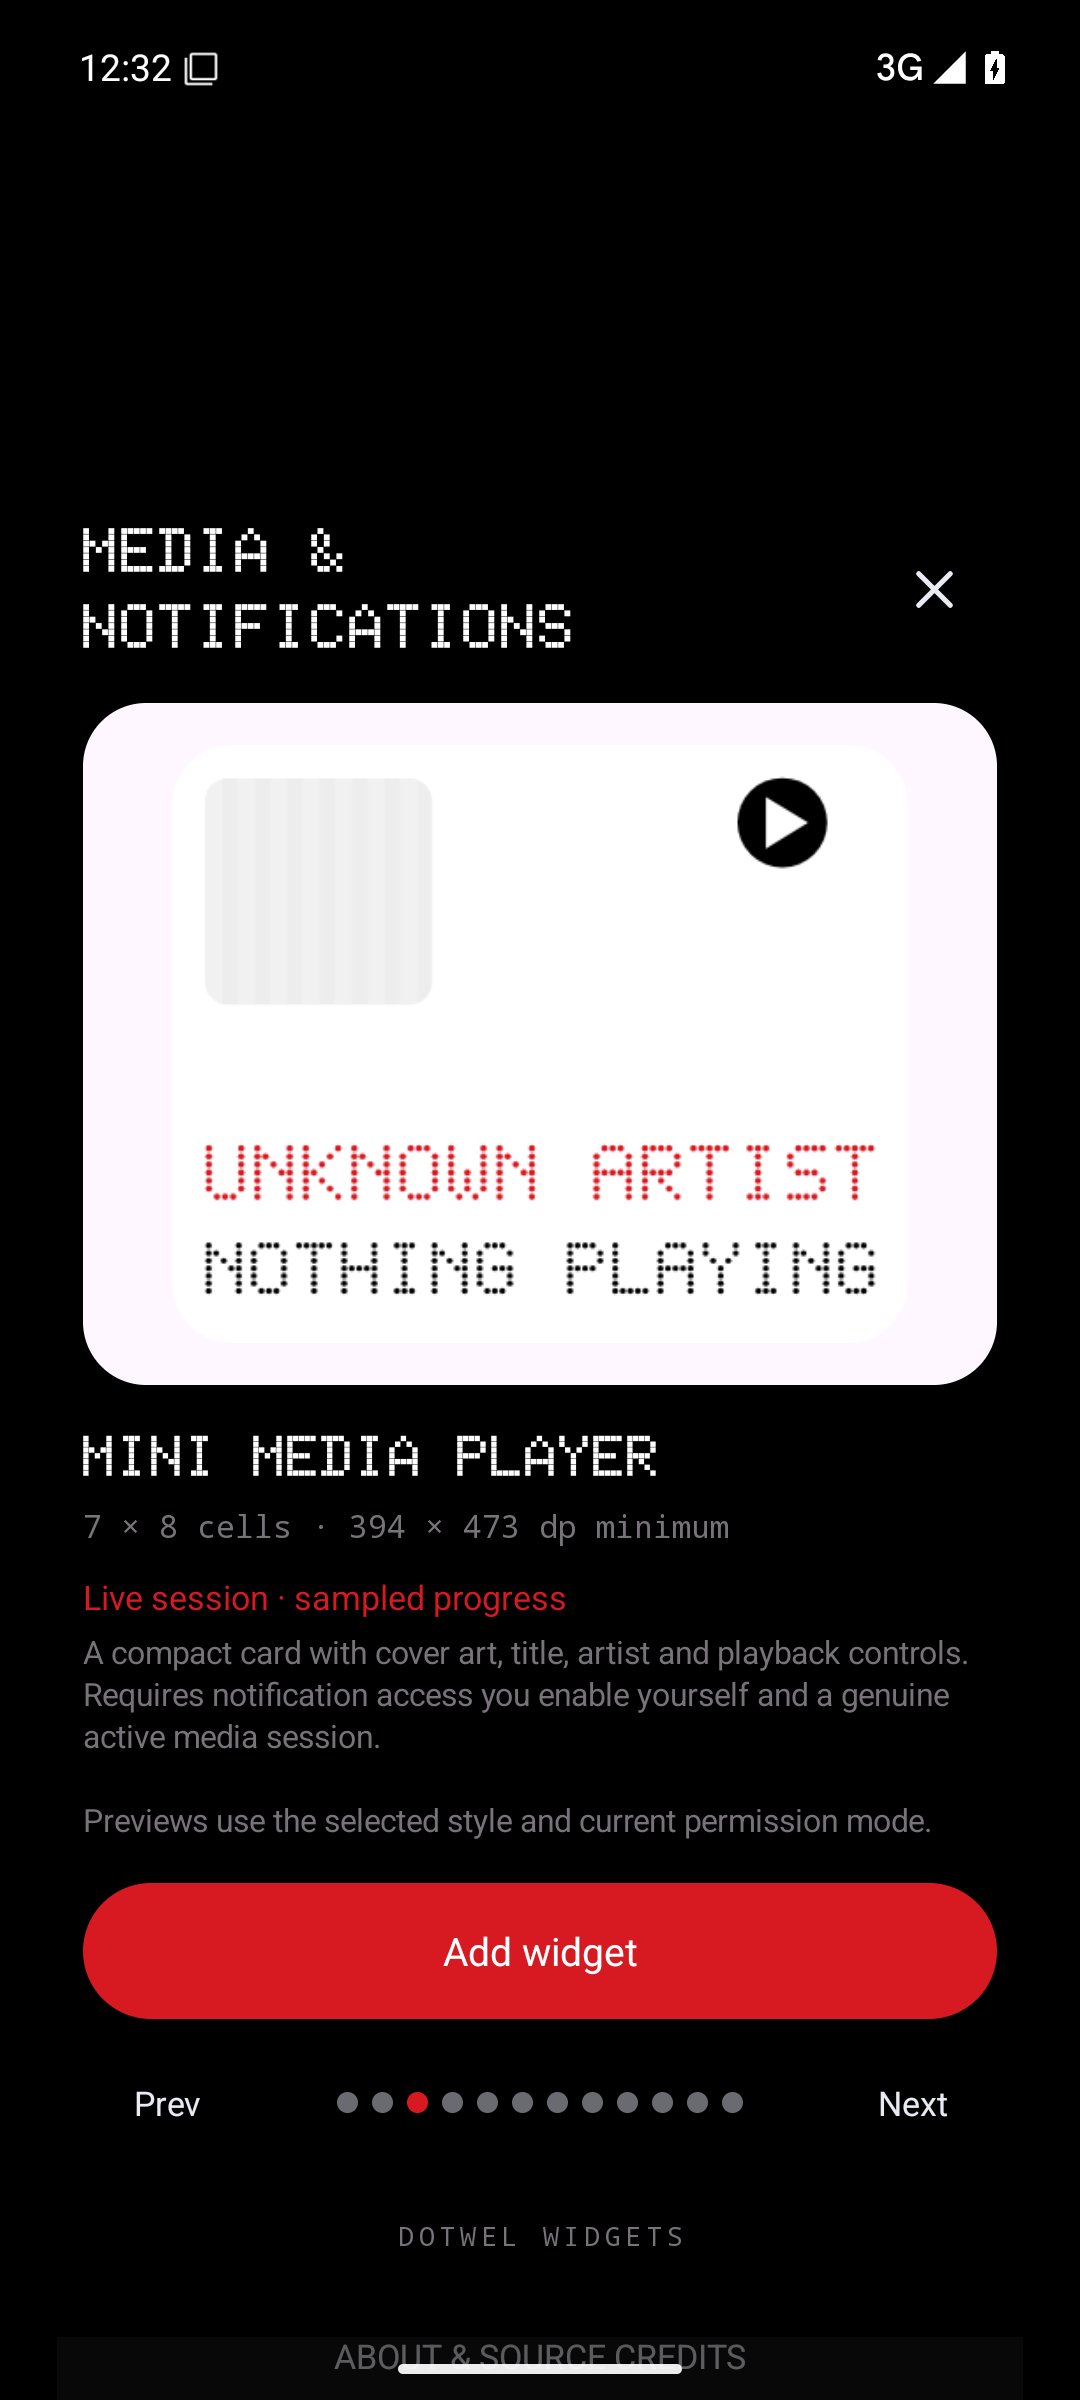 12:32
3G
MEDIA &
NOTIFICATIONS
UNKNOWN ARTIST
NOTHING PLAYING
MINI MEDIA PLAYER
7 × 8 cells · 394 × 473 dp minimum
Live session · sampled progress
A compact card with cover art, title, artist and playback controls.
Requires notification access you enable yourself and a genuine
active media session.
Previews use the selected style and current permission mode.
Add widget
Prev
Next
DOTWEL WIDGETS
ABOUT & SOURCE CREDITS